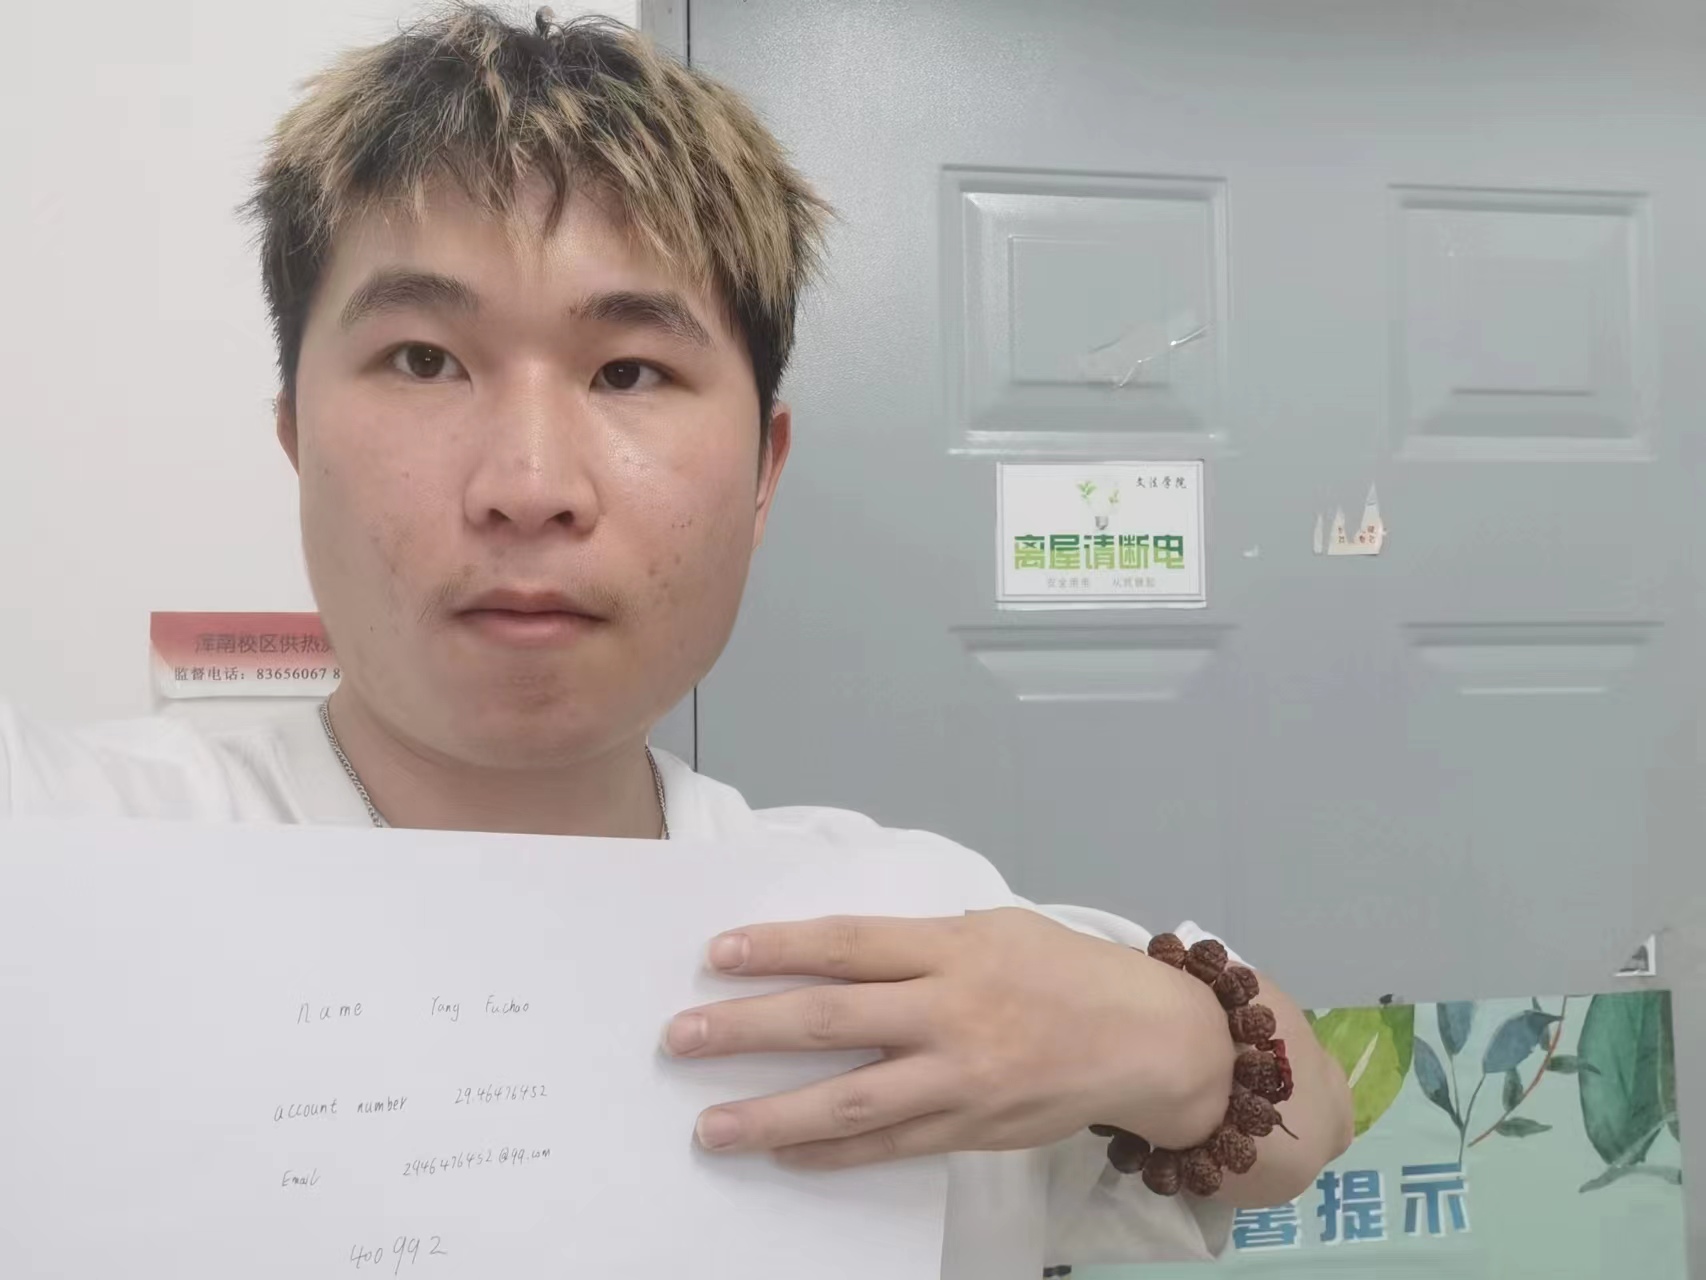 文法学院
离屋请断电
安全用电 从我做起
浑南校区供热
监督电话：83656067 8
name Yang Fuchao
account number 2946476452
Email 2946476452@qq.com
400992
馨提示